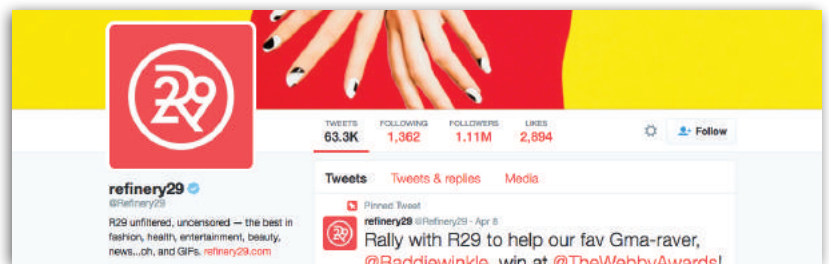 R29
TWEETS FOLLOWING FOLLOWERS LIKES
63.3K 1,362 1.11M 2,894
Follow
Tweets Tweets & replies Media
refinery29
@Refinery29
R29 unfiltered, uncensored — the best in
fashion, health, entertainment, beauty,
news...oh, and GIFs. refinery29.com
Pinned Tweet
refinery29 @Refinery29 - Apr 8
Rally with R29 to help our fav Gma-raver,
@Baddiewinkle, win at @TheWebbyAwards!